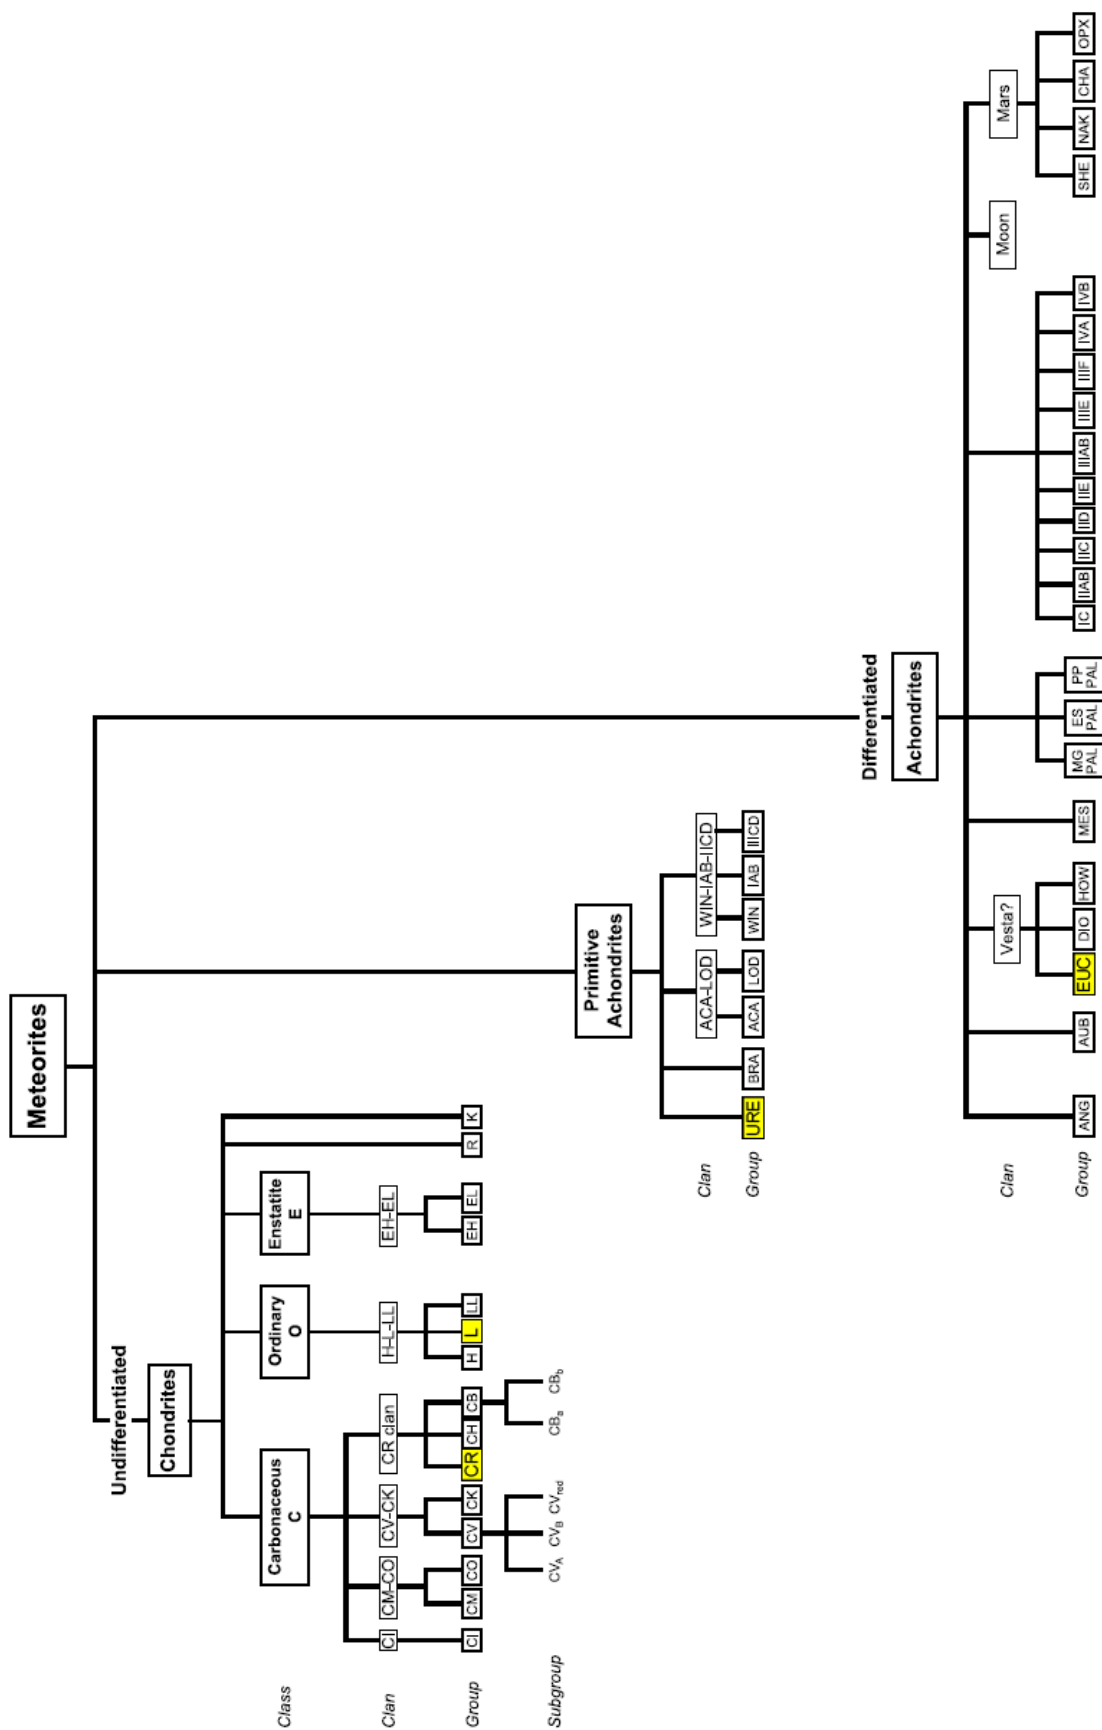 Meteorites
Undifferentiated
Chondrites
Class
Carbonaceous
C
Ordinary
O
Enstatite
E
Clan
CI
CM-CO
CV-CK
CR clan
H-L-LL
EH-EL
Group
CI
CM
CO
CV
CK
CR
CH
CB
H
L
LL
EH
EL
R
K
Subgroup
CVA
CVB
CVred
CBa
CBb
Primitive
Achondrites
Clan
ACA-LOD
WIN-IAB-IICD
Group
URE
BRA
ACA
LOD
WIN
IAB
IIICD
Differentiated
Achondrites
Clan
Vesta?
Moon
Mars
Group
ANG
AUB
EUC
DIO
HOW
MES
MG
PAL
ES
PAL
PP
PAL
IC
IIAB
IIC
IID
IIE
IIIAB
IIIE
IIIF
IVA
IVB
SHE
NAK
CHA
OPX